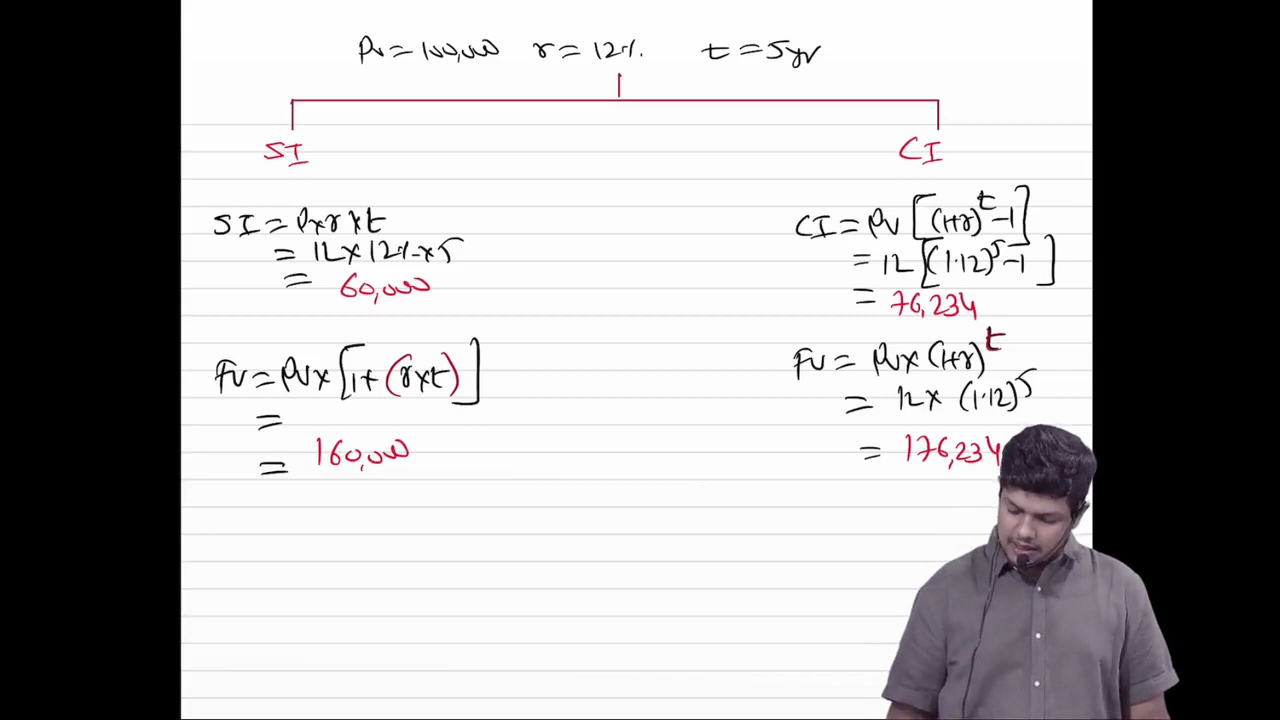 PV = 100,000 r = 12% t = 5yr
SI
SI = P×r×t
= 1L × 12% × 5
= 60,000
FV = PV × [1+ (r×t)]
=
= 160,000
CI
CI = PV [(1+r)^t - 1]
= 1L [(1.12)^5 - 1]
= 76,234
FV = PV × (1+r)^t
= 1L × (1.12)^5
= 176,234